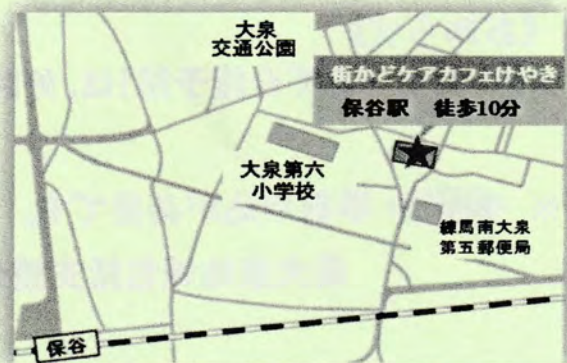 大泉
交通公園
街かどケアカフェけやき
保谷駅 徒歩10分
大泉第六
小学校
練馬南大泉
第五郵便局
保谷